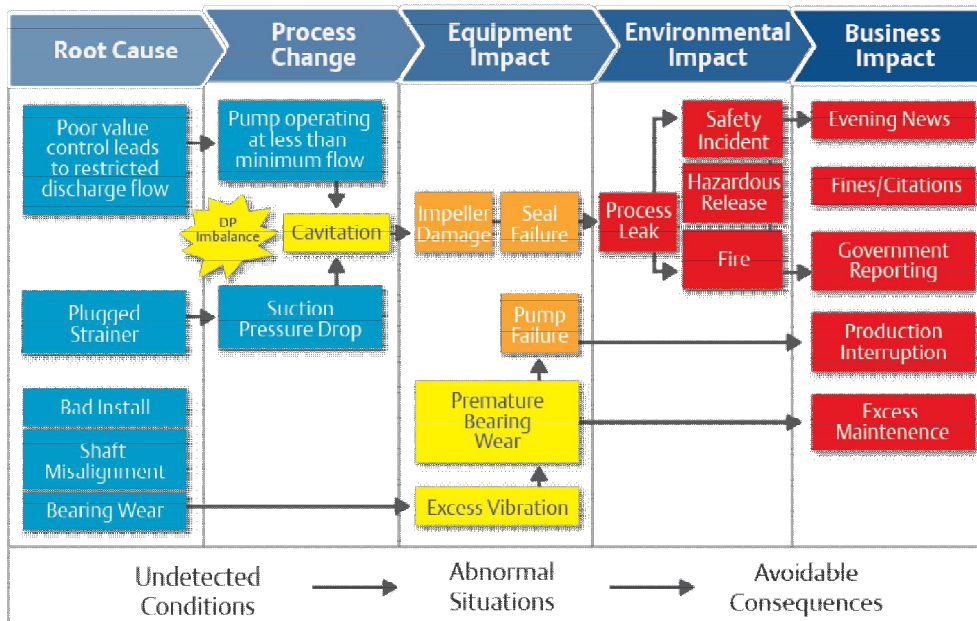 Root Cause
Process
Change
Equipment
Impact
Environmental
Impact
Business
Impact
Poor value
control leads
to restricted
discharge flow
Pump operating
at less than
minimum flow
DP
Imbalance
Cavitation
Impeller
Damage
Seal
Failure
Process
Leak
Safety
Incident
Hazardous
Release
Fire
Evening News
Fines/Citations
Government
Reporting
Plugged
Strainer
Suction
Pressure Drop
Pump
Failure
Production
Interruption
Bad Install
Shaft
Misalignment
Bearing Wear
Premature
Bearing
Wear
Excess Vibration
Excess
Maintenence
Undetected
Conditions
Abnormal
Situations
Avoidable
Consequences